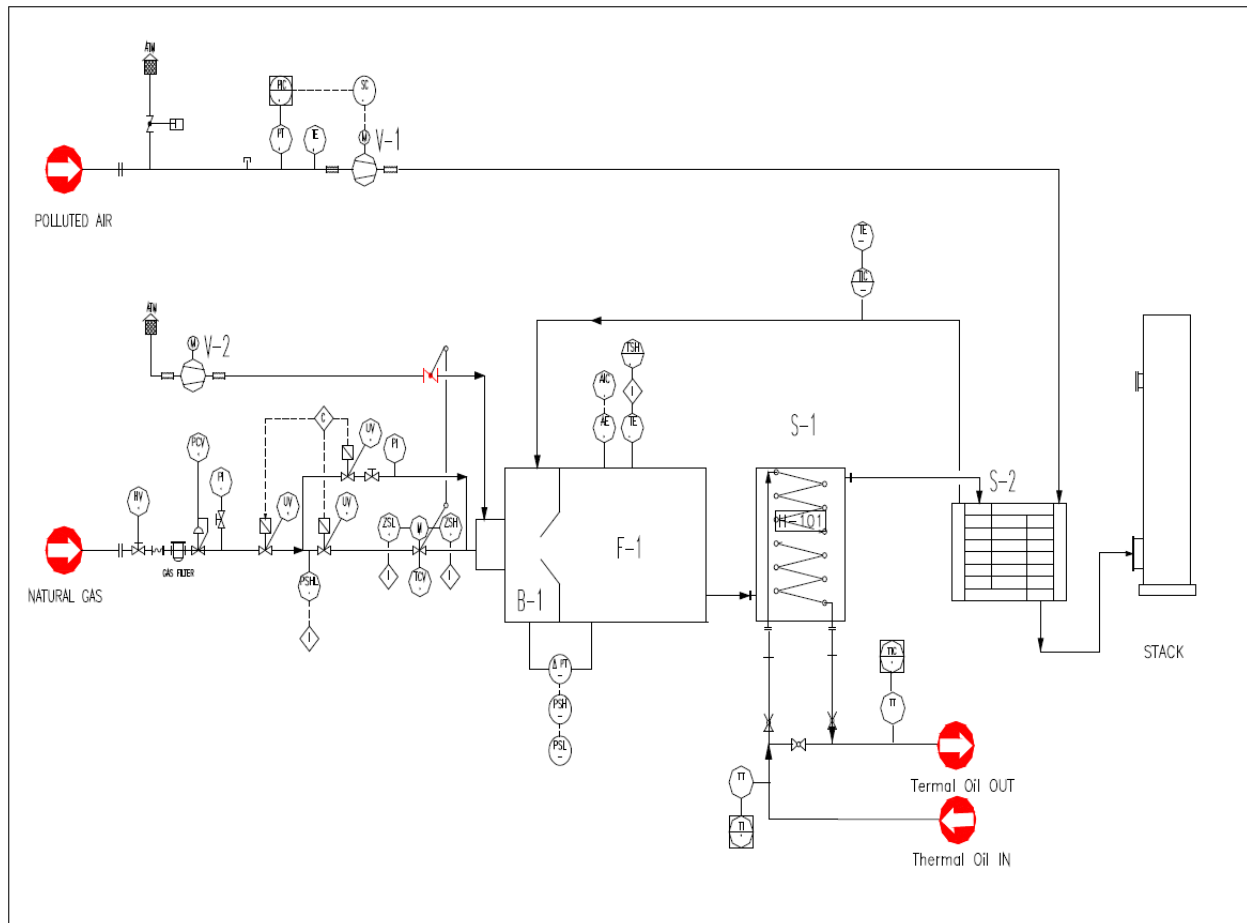 ATM
PIC
SC
PT
TE
M
V-1
POLLUTED AIR
TE
TIC
ATM
M
V-2
TSH
AIC
I
C
UV
PI
AE
TE
S-1
PCV
PI
HV
UV
UV
ZSL
M
ZSH
S-2
H-101
F-1
GAS FILTER
NATURAL GAS
PSHL
I
TCV
I
B-1
I
STACK
Δ PT
TIC
PSH
TT
PSL
TT
Termal Oil OUT
TI
Thermal Oil IN